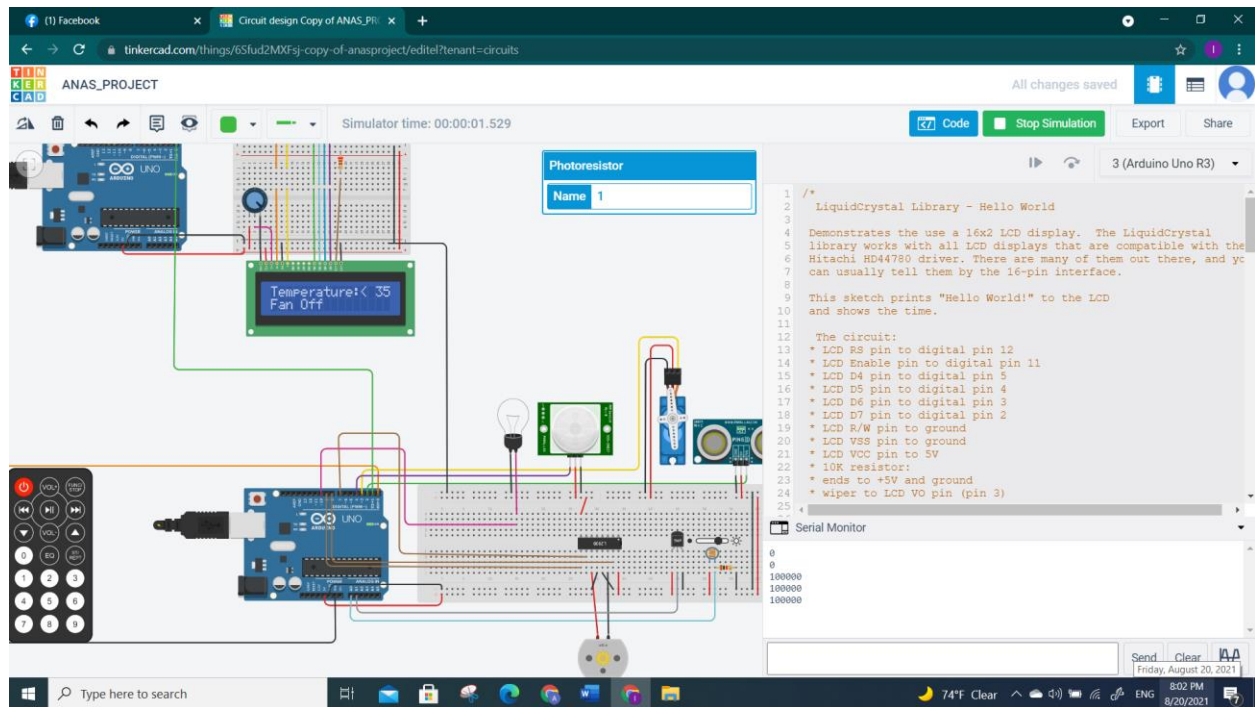 (1) Facebook
Circuit design Copy of ANAS_PR
tinkercad.com/things/6Sfud2MXFsj-copy-of-anasproject/editel?tenant=circuits
TIN
KER
CAD
ANAS_PROJECT
All changes saved
Simulator time: 00:00:01.529
Code
Stop Simulation
Export
Share
Photoresistor
Name 1
3 (Arduino Uno R3)
1 /*
2 LiquidCrystal Library - Hello World
3
4 Demonstrates the use a 16x2 LCD display. The LiquidCrystal
5 library works with all LCD displays that are compatible with the
6 Hitachi HD44780 driver. There are many of them out there, and yo
7 can usually tell them by the 16-pin interface.
8
9 This sketch prints "Hello World!" to the LCD
10 and shows the time.
11
12 The circuit:
13 * LCD RS pin to digital pin 12
14 * LCD Enable pin to digital pin 11
15 * LCD D4 pin to digital pin 5
16 * LCD D5 pin to digital pin 4
17 * LCD D6 pin to digital pin 3
18 * LCD D7 pin to digital pin 2
19 * LCD R/W pin to ground
20 * LCD VSS pin to ground
21 * LCD VCC pin to 5V
22 * 10K resistor:
23 * ends to +5V and ground
24 * wiper to LCD VO pin (pin 3)
25
Serial Monitor
0
0
100000
100000
100000
Send
Clear
Friday, August 20, 2021
UNO
ARDUINO
Temperature:< 35
Fan Off
UNO
ARDUINO
VOL+
FUNC/
STOP
VOL-
0
EQ
ST/
REPT
1 2 3
4 5 6
7 8 9
Type here to search
74°F Clear
ENG
8:02 PM
8/20/2021